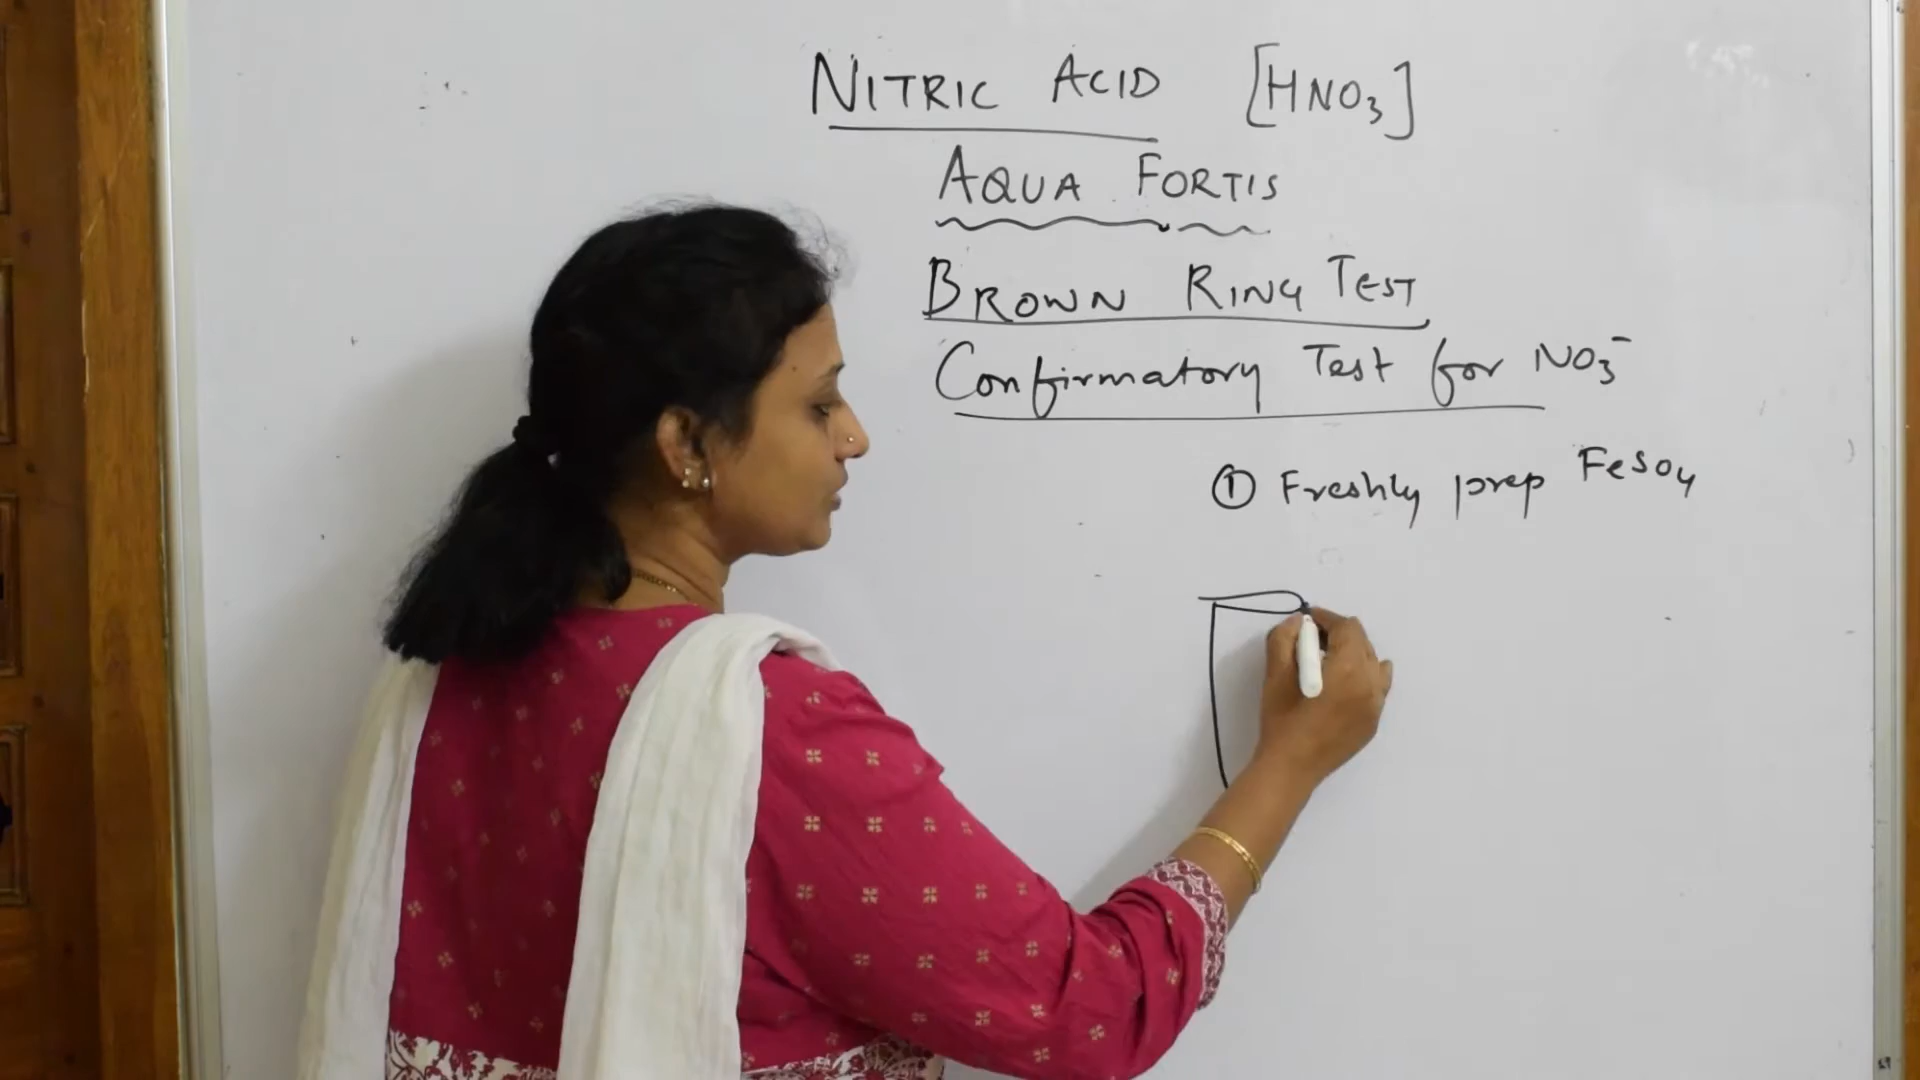 NITRIC ACID [HNO₃]
AQUA FORTIS
BROWN RING TEST
Confirmatory Test for NO₃⁻
① Freshly prep FeSO₄